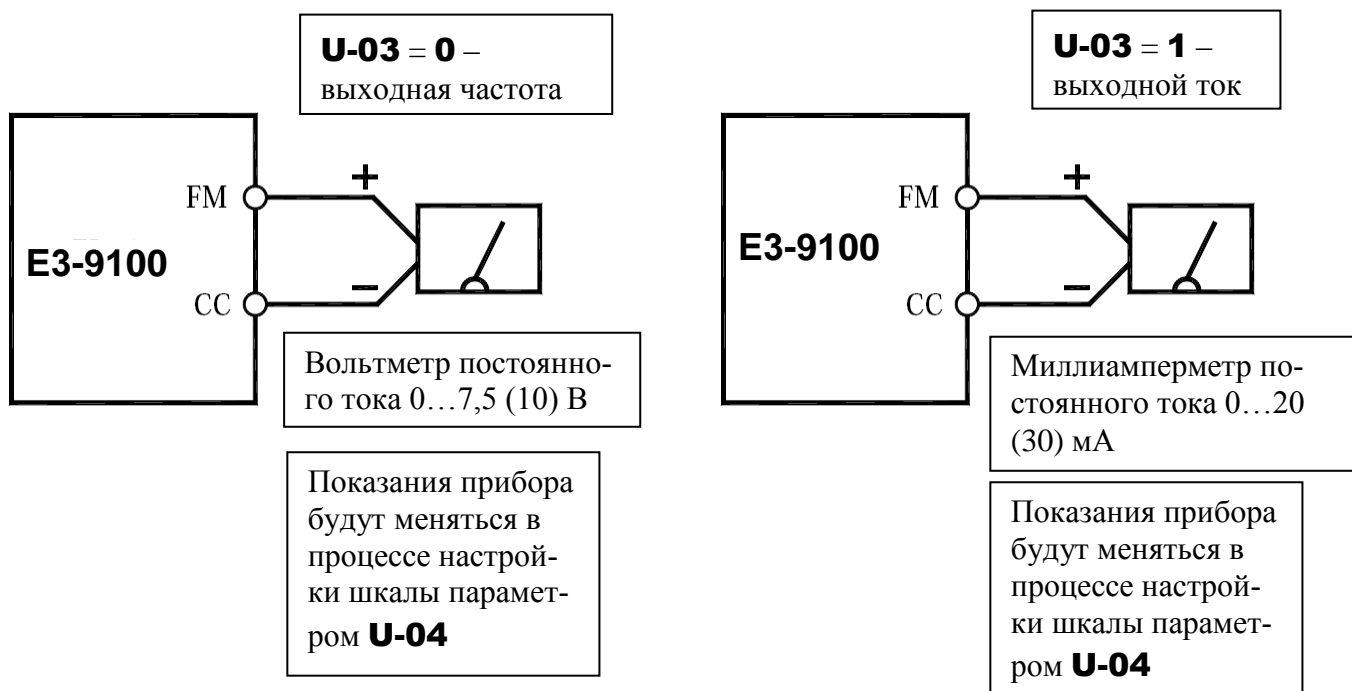 U-03 = 0 –
выходная частота
FM
+
E3-9100
CC
–
Вольтметр постоянно-
го тока 0…7,5 (10) В
Показания прибора
будут меняться в
процессе настрой-
ки шкалы парамет-
ром U-04
U-03 = 1 –
выходной ток
FM
+
E3-9100
CC
–
Миллиамперметр по-
стоянного тока 0…20
(30) мА
Показания прибора
будут меняться в
процессе настрой-
ки шкалы парамет-
ром U-04